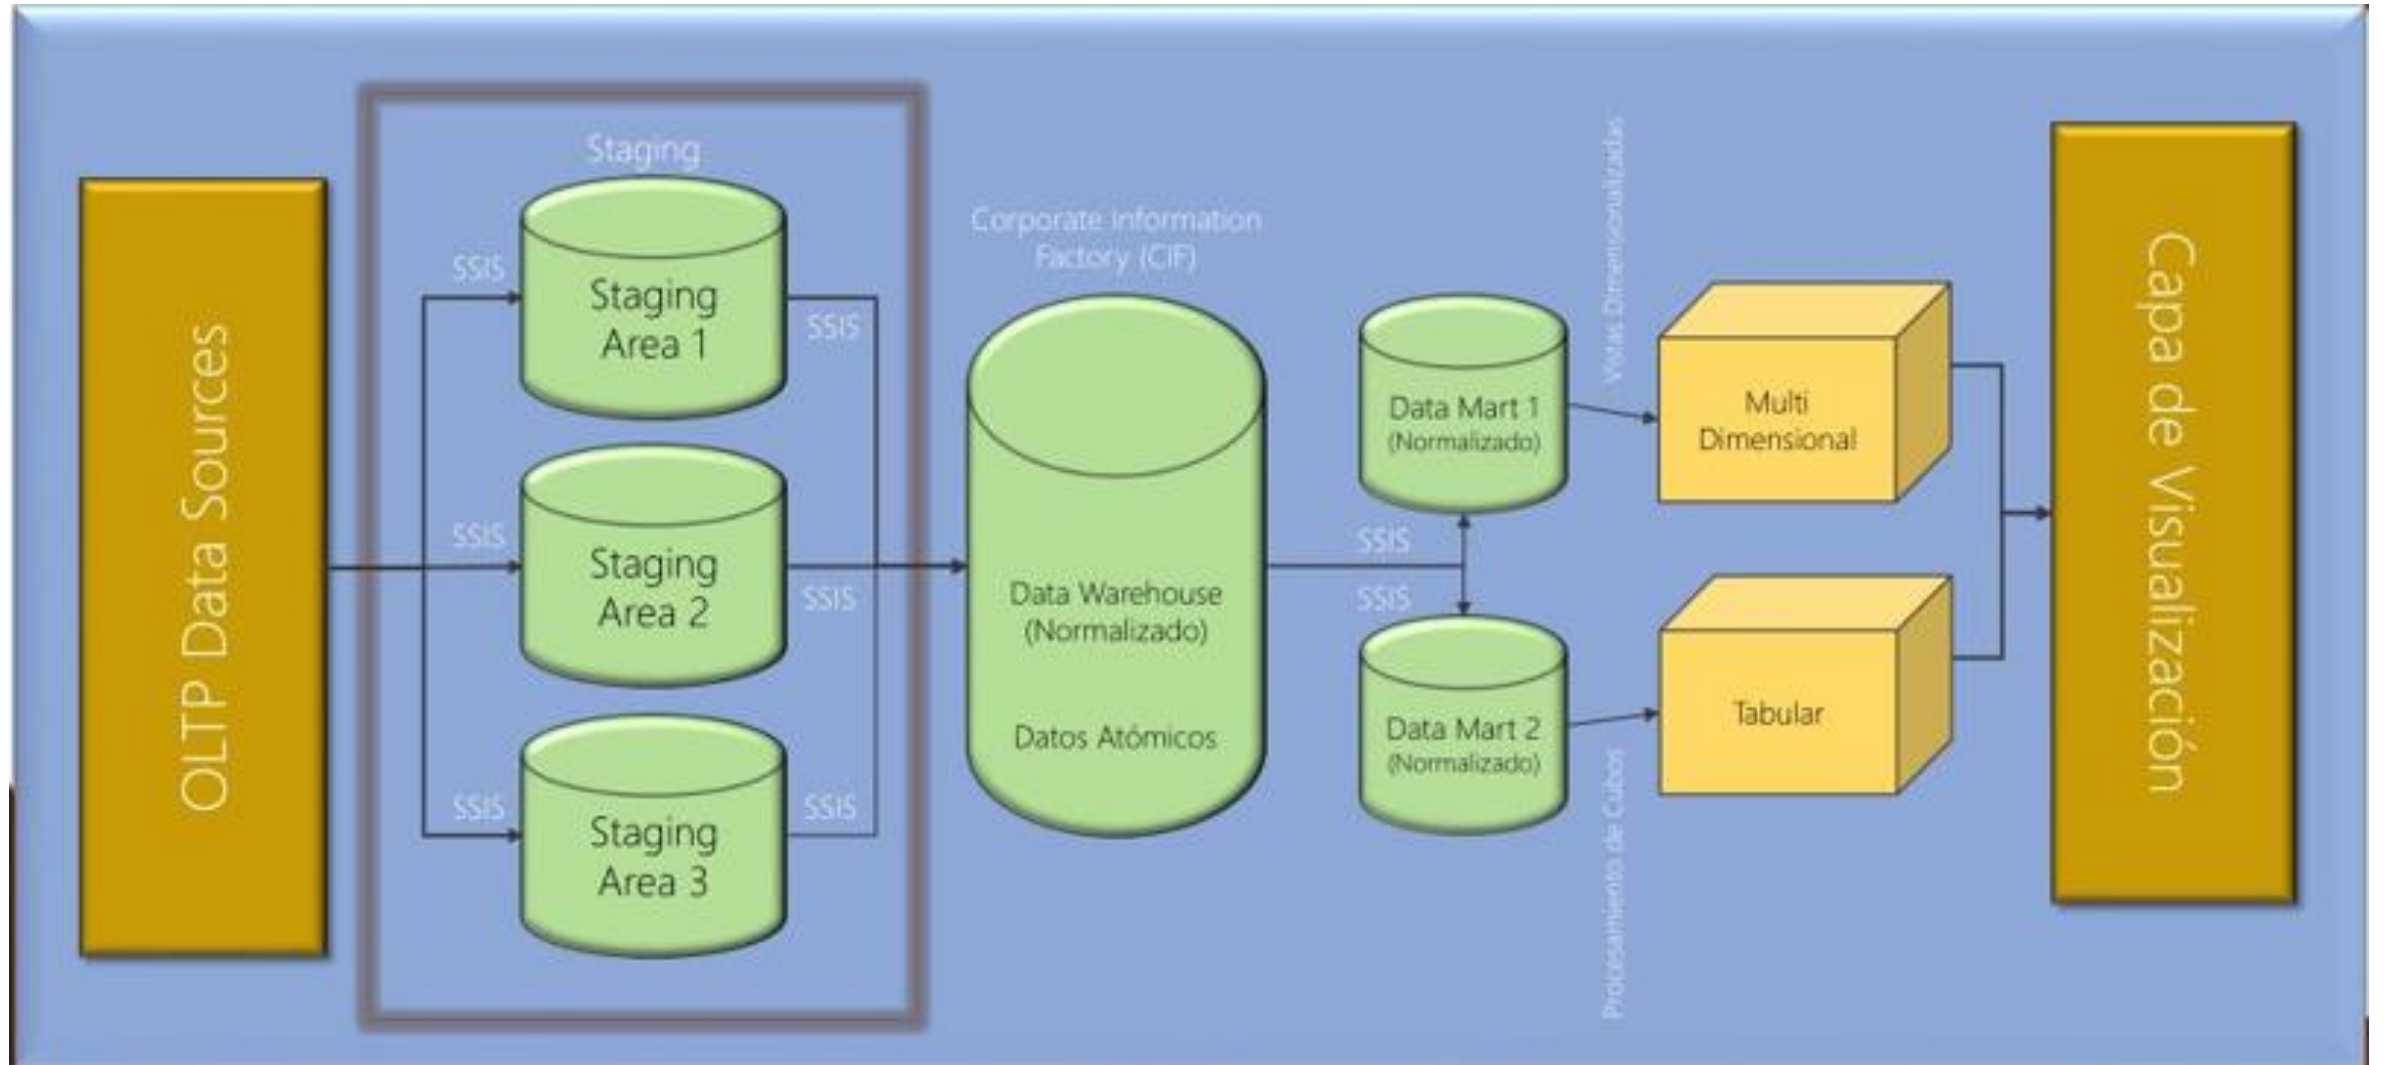 OLTP Data Sources
Staging
SSIS
Staging
Area 1
SSIS
SSIS
Staging
Area 2
SSIS
SSIS
Staging
Area 3
SSIS
Corporate Information
Factory (CIF)
Data Warehouse
(Normalizado)
Datos Atómicos
SSIS
SSIS
Data Mart 1
(Normalizado)
Data Mart 2
(Normalizado)
Vistas Dimensionalizadas
Procesamiento de Cubos
Multi
Dimensional
Tabular
Capa de Visualización